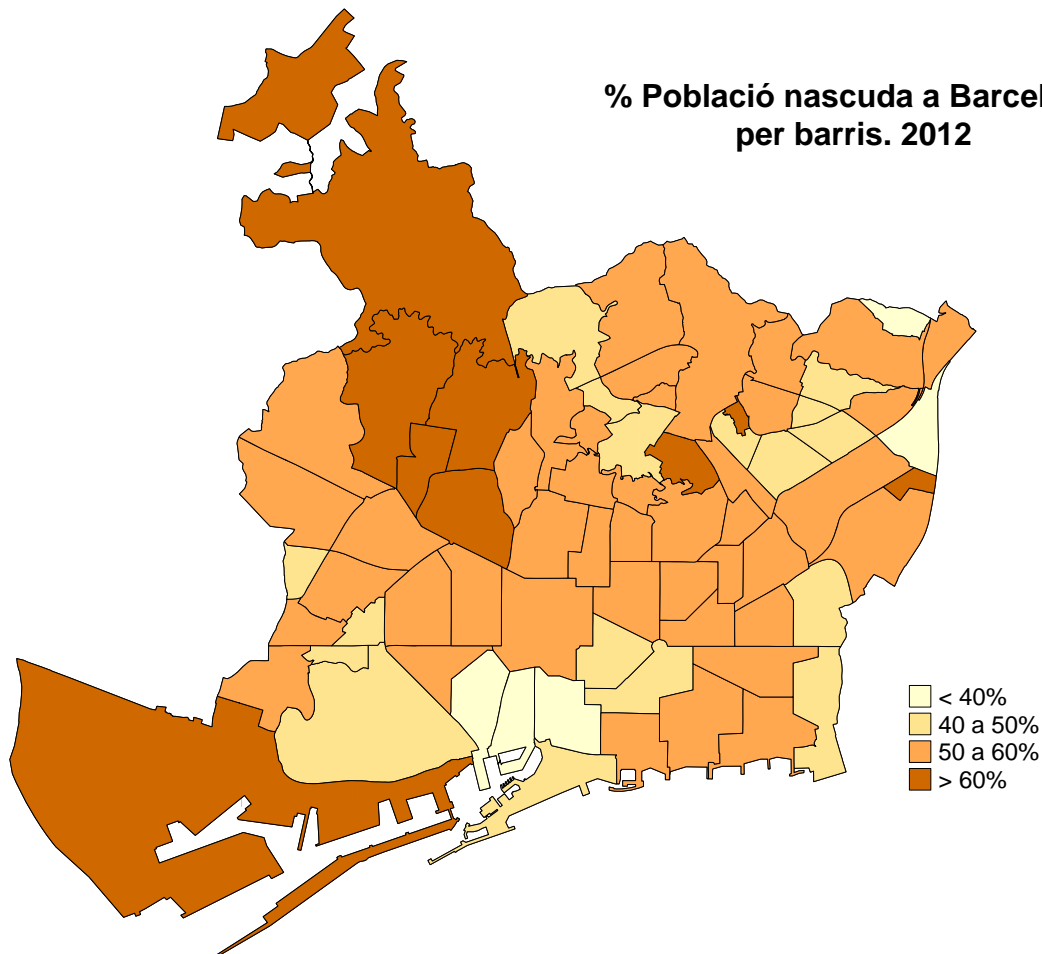 % Població nascuda a Barcel
per barris. 2012
< 40%
40 a 50%
50 a 60%
> 60%